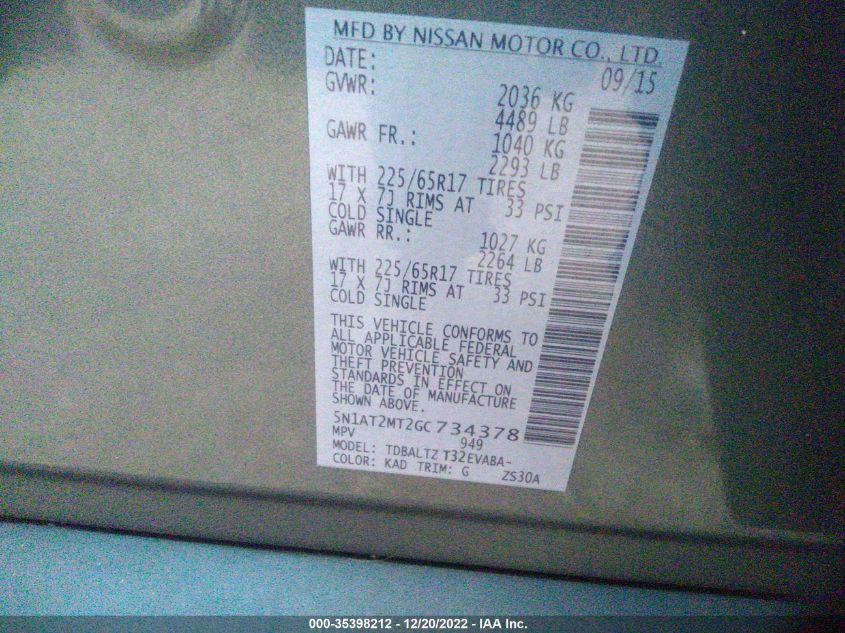 MFD BY NISSAN MOTOR CO., LTD.
DATE: 09/15
GVWR: 2036 KG
4489 LB
GAWR FR.: 1040 KG
2293 LB
WITH 225/65R17 TIRES
17 X 7J RIMS AT 33 PSI
COLD SINGLE
GAWR RR.: 1027 KG
2264 LB
WITH 225/65R17 TIRES
17 X 7J RIMS AT 33 PSI
COLD SINGLE
THIS VEHICLE CONFORMS TO
ALL APPLICABLE FEDERAL
MOTOR VEHICLE SAFETY AND
THEFT PREVENTION
STANDARDS IN EFFECT ON
THE DATE OF MANUFACTURE
SHOWN ABOVE.
5N1AT2MT2GC734378
MPV 949
MODEL: TDBALTZ T32EVABA-
COLOR: KAD TRIM: G ZS30A
000-35398212 - 12/20/2022 - IAA Inc.